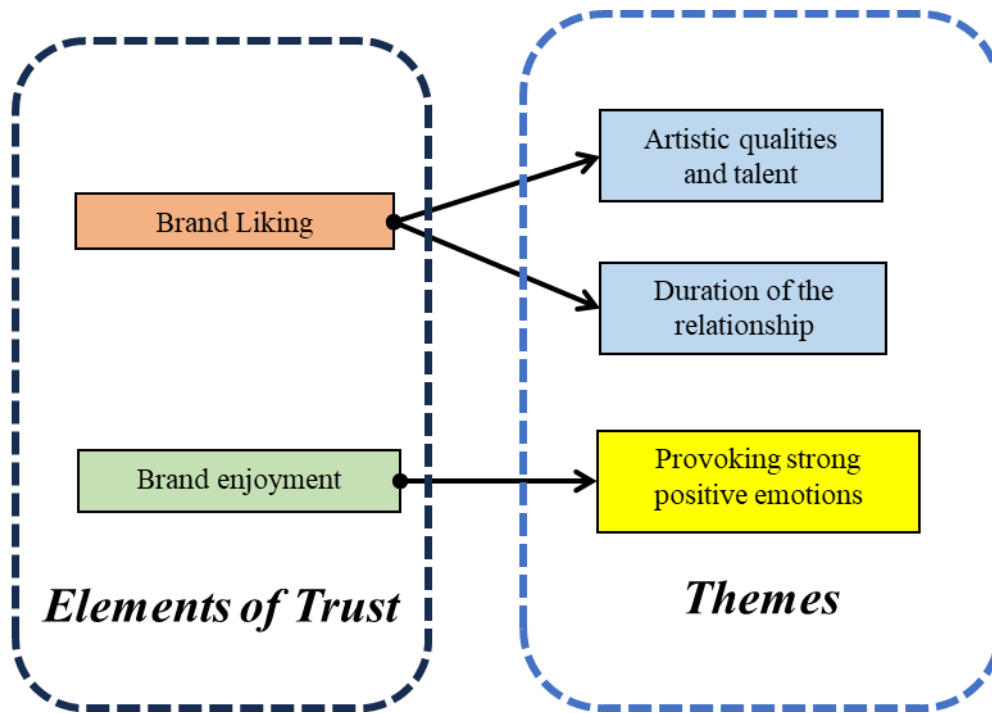 Brand Liking
Brand enjoyment
Elements of Trust
Artistic qualities
and talent
Duration of the
relationship
Provoking strong
positive emotions
Themes